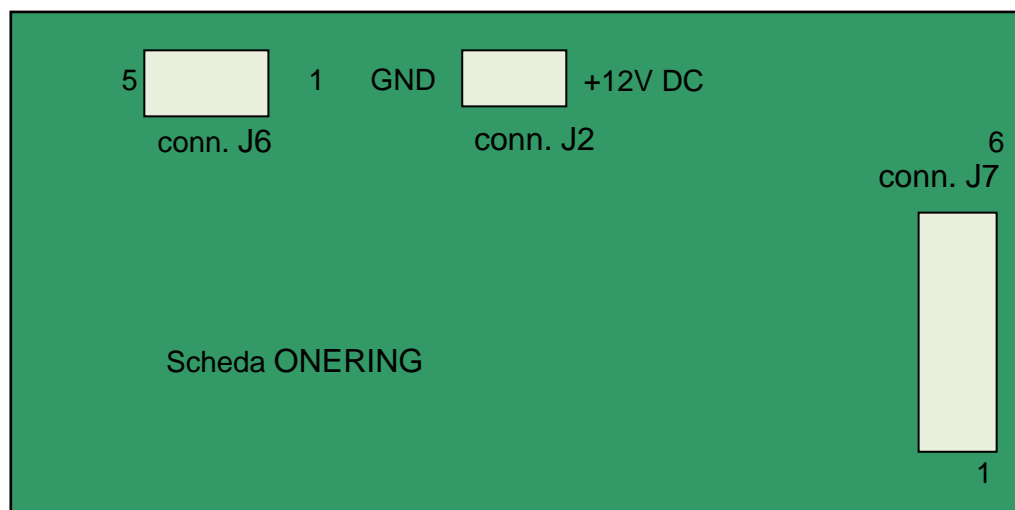 5 1 GND +12V DC
conn. J6 conn. J2
6
conn. J7
Scheda ONERING
1